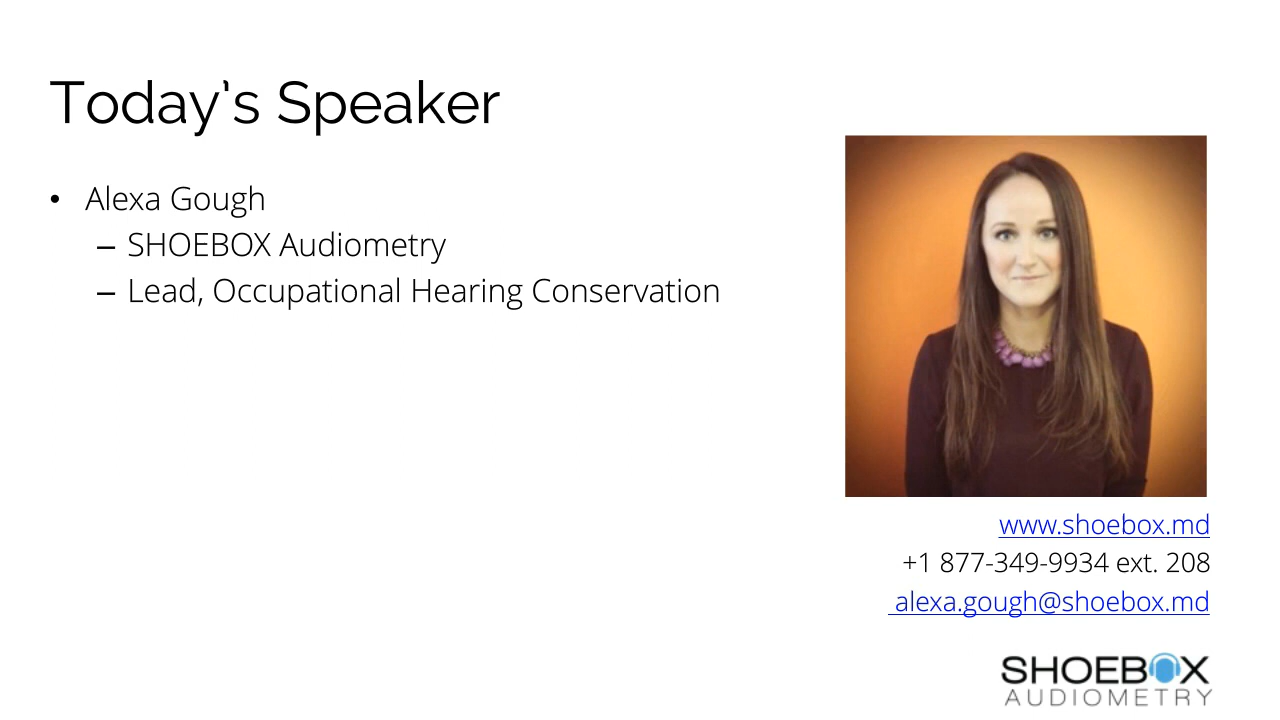 Today’s Speaker
• Alexa Gough
– SHOEBOX Audiometry
– Lead, Occupational Hearing Conservation
www.shoebox.md
+1 877-349-9934 ext. 208
alexa.gough@shoebox.md
SHOEBOX
AUDIOMETRY